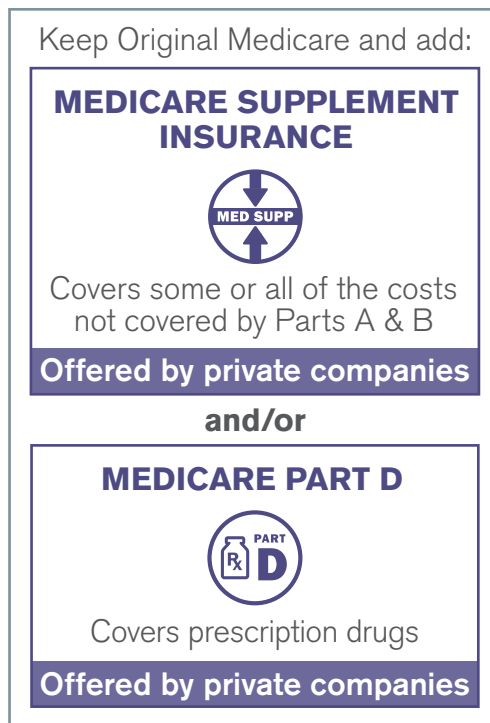 Keep Original Medicare and add:
MEDICARE SUPPLEMENT
INSURANCE
MED SUPP
Covers some or all of the costs
not covered by Parts A & B
Offered by private companies
and/or
MEDICARE PART D
PART
Rx D
Covers prescription drugs
Offered by private companies